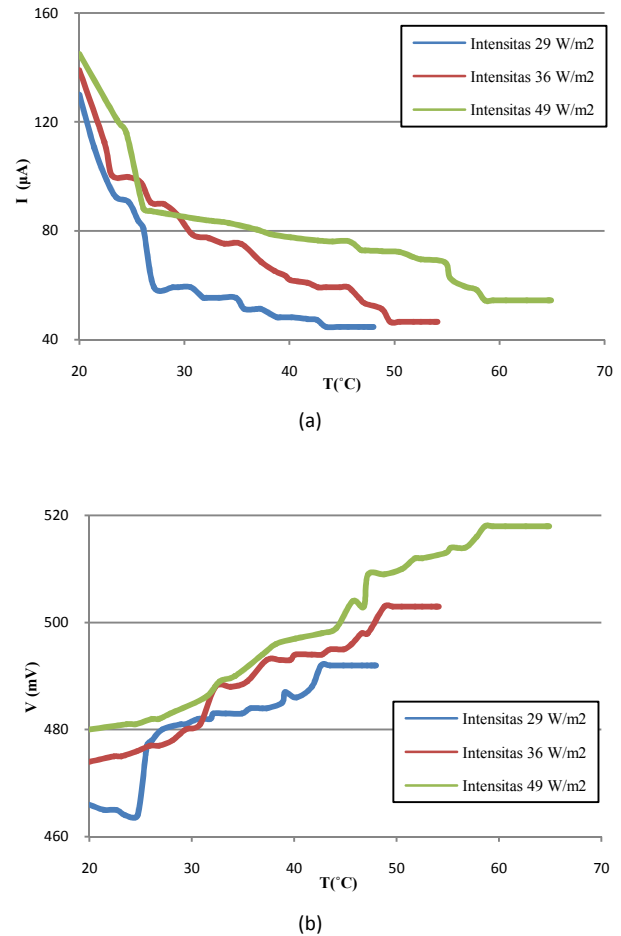 160
120
80
40
I (μA)
Intensitas 29 W/m2
Intensitas 36 W/m2
Intensitas 49 W/m2
20 30 40 50 60 70
T(˚C)
(a)
520
500
480
460
V (mV)
Intensitas 29 W/m2
Intensitas 36 W/m2
Intensitas 49 W/m2
20 30 40 50 60 70
T(˚C)
(b)